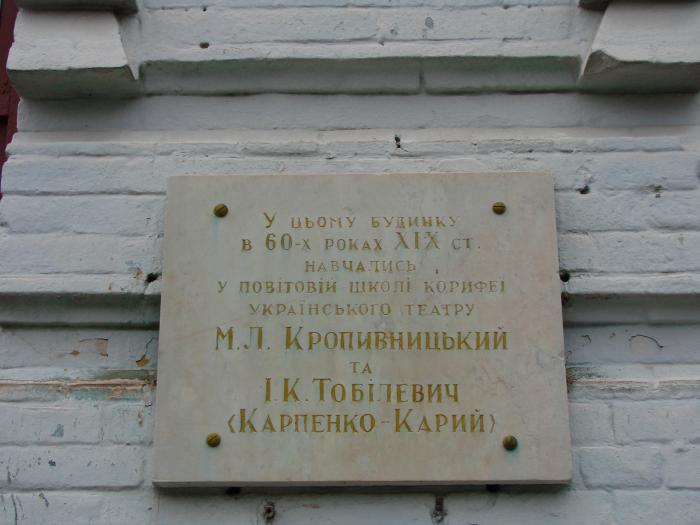 У ЦЬОМУ БУДИНКУ
В 60-Х РОКАХ XIX СТ.
НАВЧАЛИСЬ
У ПОВІТОВІЙ ШКОЛІ КОРИФЕЇ
УКРАЇНСЬКОГО ТЕАТРУ
М.Л. КРОПИВНИЦЬКИЙ
ТА
І.К. ТОБІЛЕВИЧ
(КАРПЕНКО-КАРИЙ)